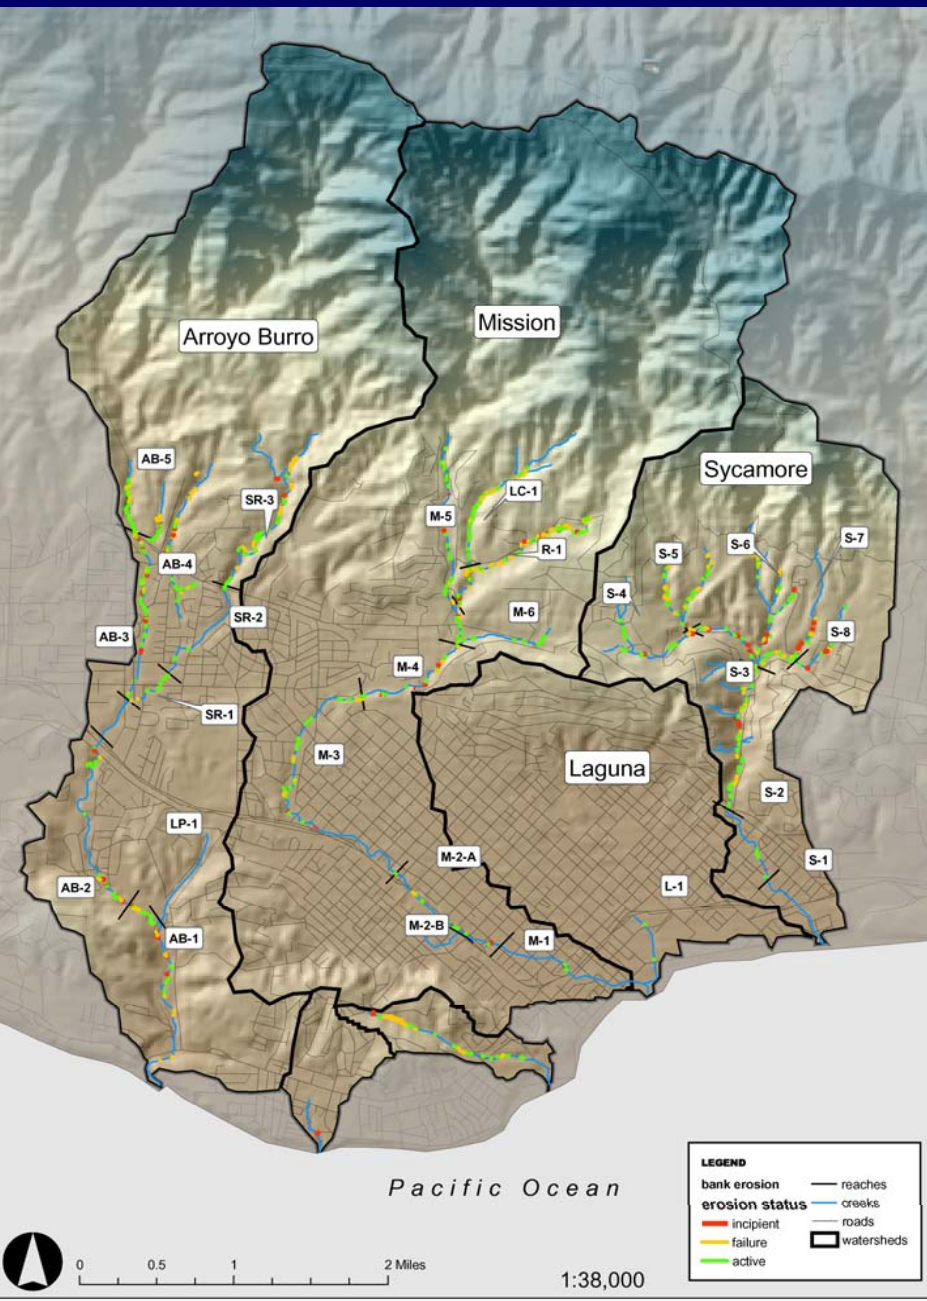 Mission
Arroyo Burro
Sycamore
AB-5
LC-1
SR-3
M-5
S-6
S-7
R-1
S-5
AB-4
S-4
M-6
SR-2
S-8
AB-3
M-4
S-3
SR-1
M-3
Laguna
S-2
LP-1
M-2-A
S-1
AB-2
L-1
M-2-B
AB-1
M-1
Pacific Ocean
LEGEND
bank erosion
erosion status
incipient
failure
active
reaches
creeks
roads
watersheds
0 0.5 1 2 Miles
1:38,000